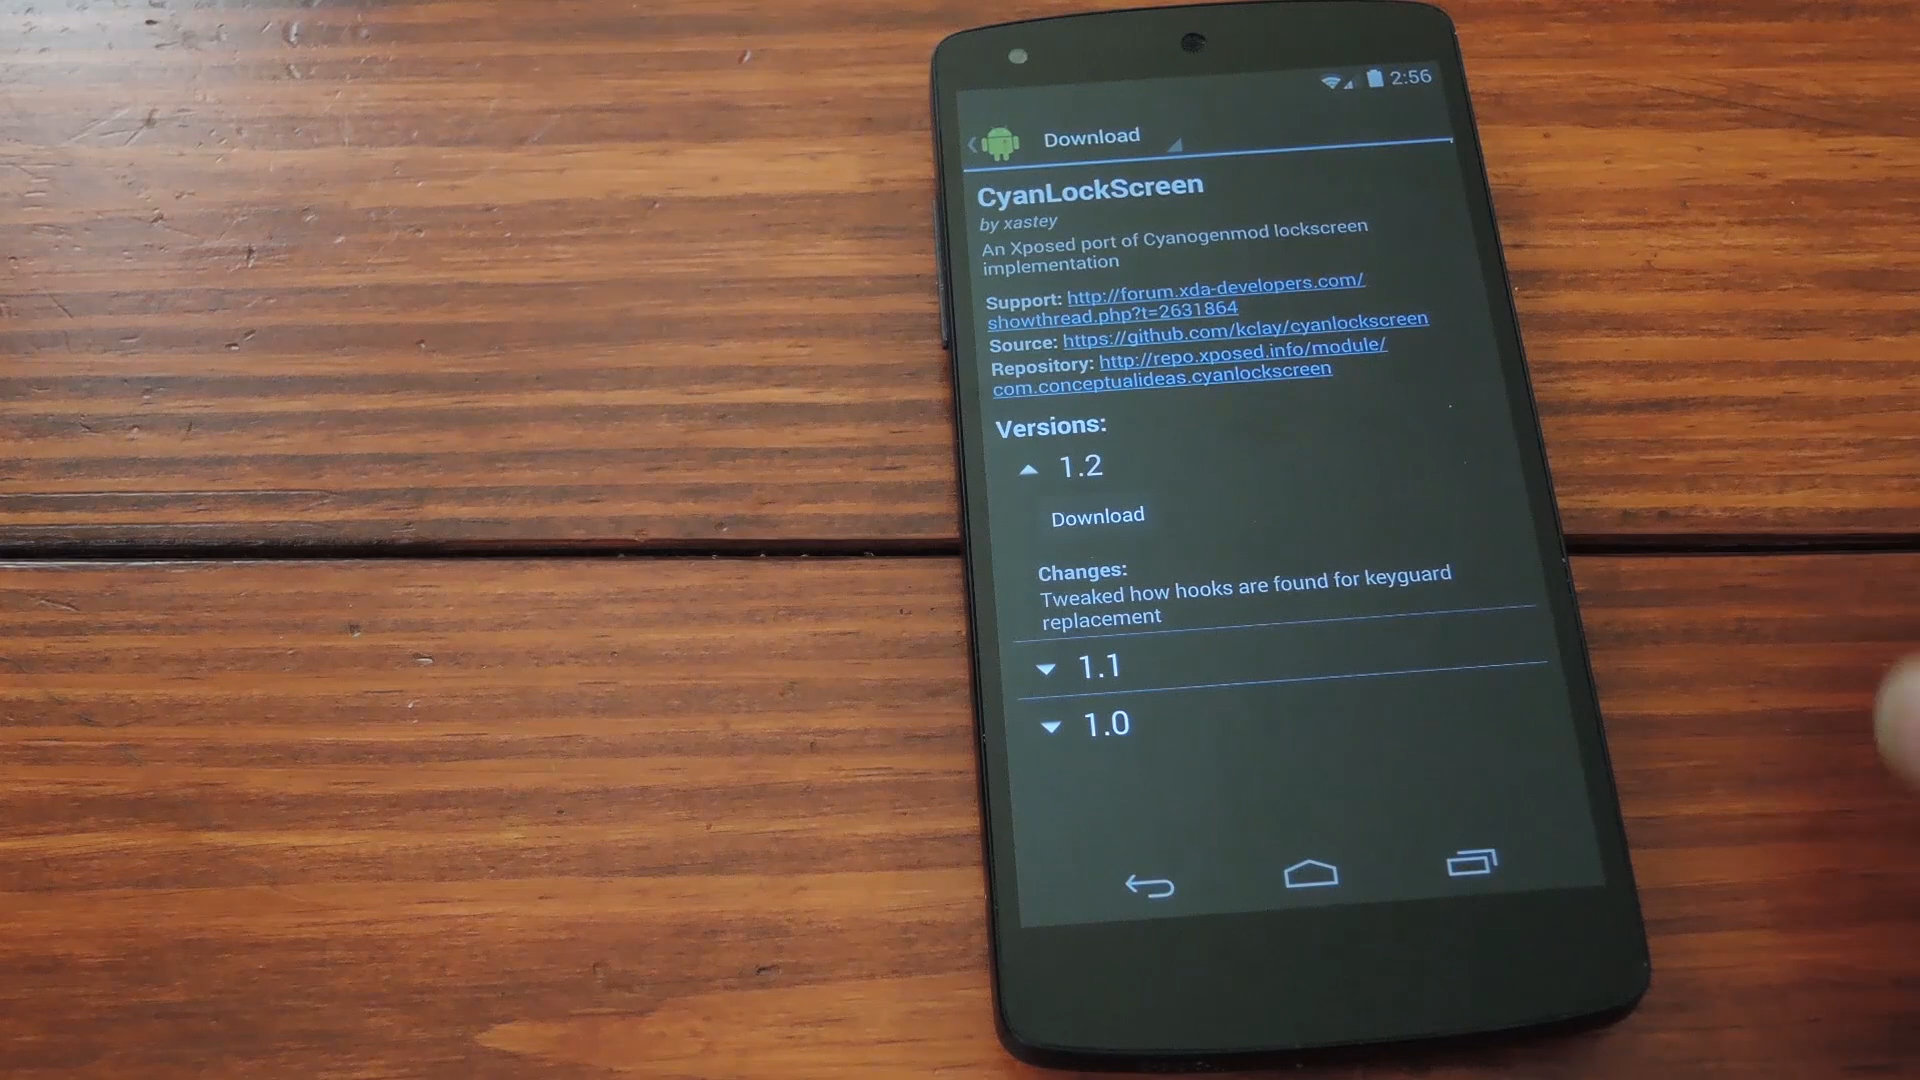 2:56
Download
CyanLockScreen
by xastey
An Xposed port of Cyanogenmod lockscreen
implementation
Support: http://forum.xda-developers.com/
showthread.php?t=2631864
Source: https://github.com/kclay/cyanlockscreen
Repository: http://repo.xposed.info/module/
com.conceptualideas.cyanlockscreen
Versions:
1.2
Download
Changes:
Tweaked how hooks are found for keyguard
replacement
1.1
1.0